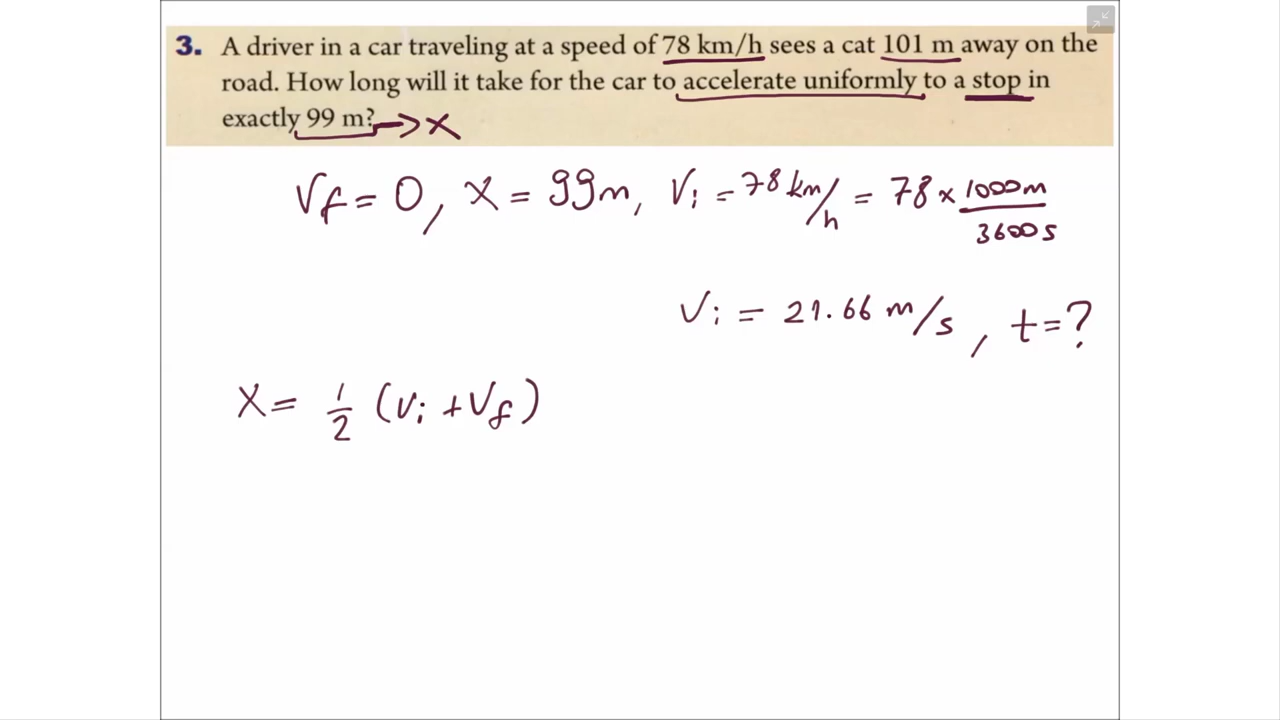 3. A driver in a car traveling at a speed of 78 km/h sees a cat 101 m away on the
road. How long will it take for the car to accelerate uniformly to a stop in
exactly 99 m? → x
Vf = 0, x = 99m, Vi = 78 km/h = 78 × 1000m/3600s
Vi = 21.66 m/s, t = ?
X = 1/2 (Vi + Vf)